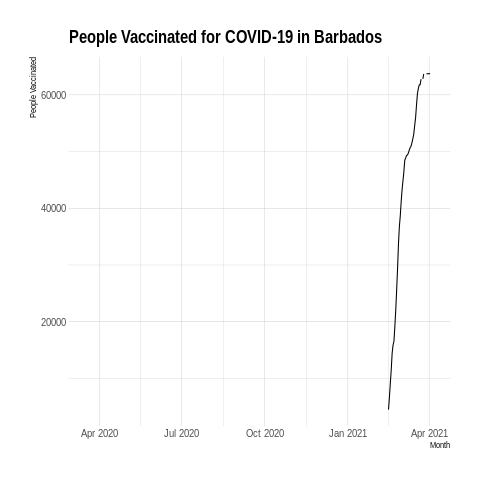 People Vaccinated for COVID-19 in Barbados
People Vaccinated
60000
40000
20000
Apr 2020 Jul 2020 Oct 2020 Jan 2021 Apr 2021
Month